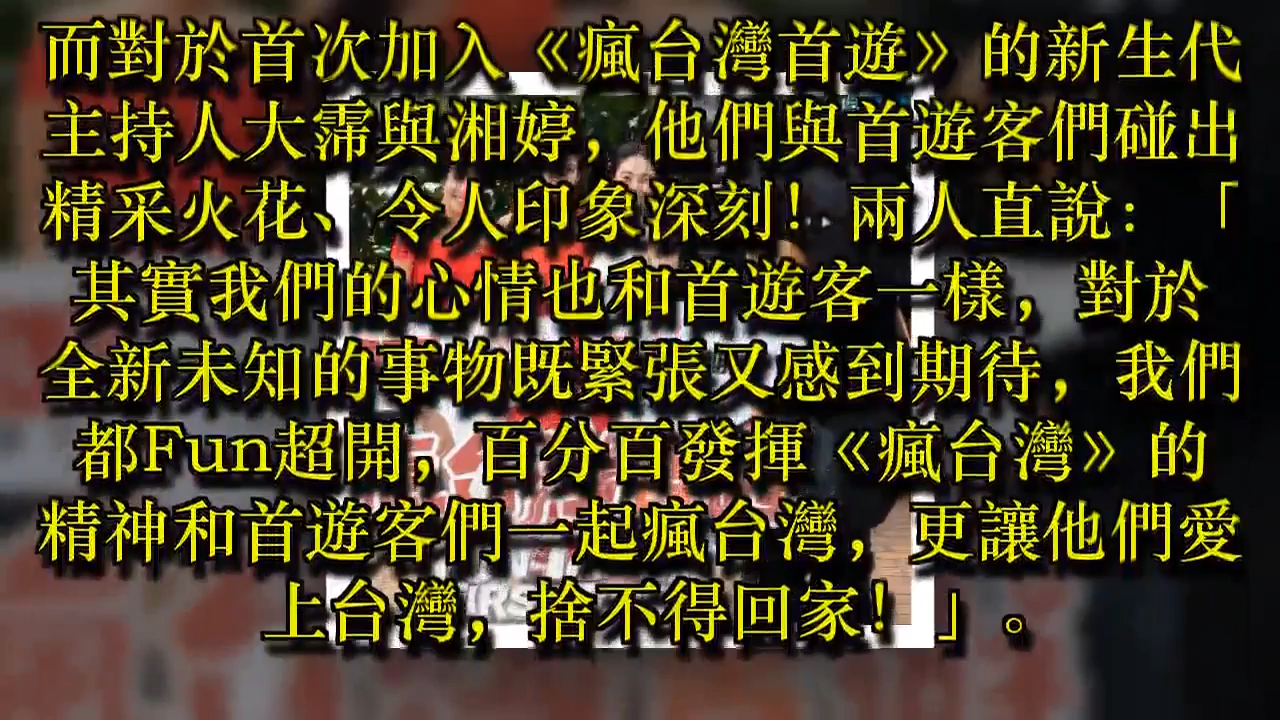 而對於首次加入《瘋台灣首遊》的新生代
主持人大霈與湘婷，他們與首遊客們碰出
精采火花、令人印象深刻！兩人直說：「
其實我們的心情也和首遊客一樣，對於
全新未知的事物既緊張又感到期待，我們
都Fun超開，百分百發揮《瘋台灣》的
精神和首遊客們一起瘋台灣，更讓他們愛
上台灣，捨不得回家！」。